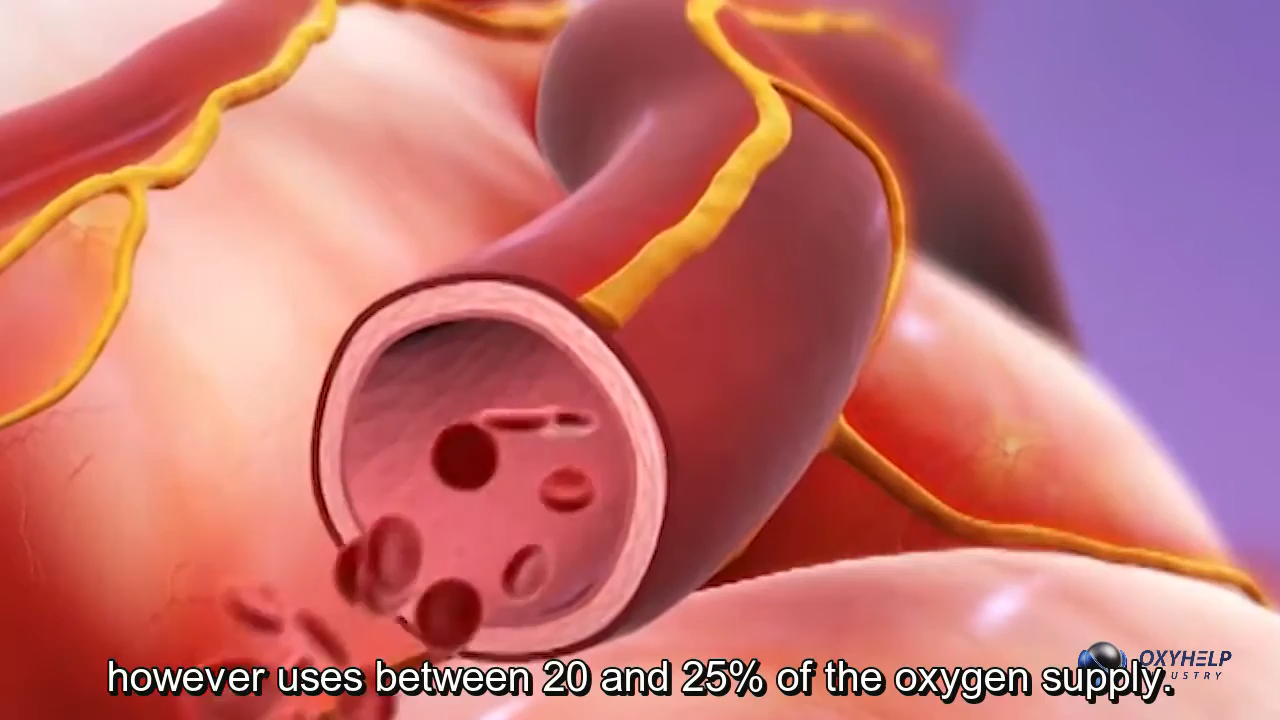 OXYHELP
however uses between 20 and 25% of the oxygen supply.